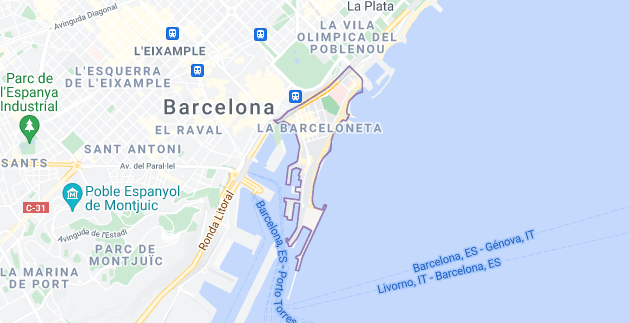 La Plata
Avinguda Diagonal
LA VILA
OLIMPICA DEL
POBLENOU
L'EIXAMPLE
L'ESQUERRA
DE L'EIXAMPLE
Parc de
l'Espanya
Industrial
Barcelona
EL RAVAL
LA BARCELONETA
SANT ANTONI
SANTS
Av. del Paral·lel
Poble Espanyol
de Montjuic
C-31
Ronda Litoral
Barcelona, ES - Porto Torres
Avinguda de l'Estadi
PARC DE
MONTJUÏC
Barcelona, ES - Génova, IT
Livorno, IT - Barcelona, ES
LA MARINA
DE PORT